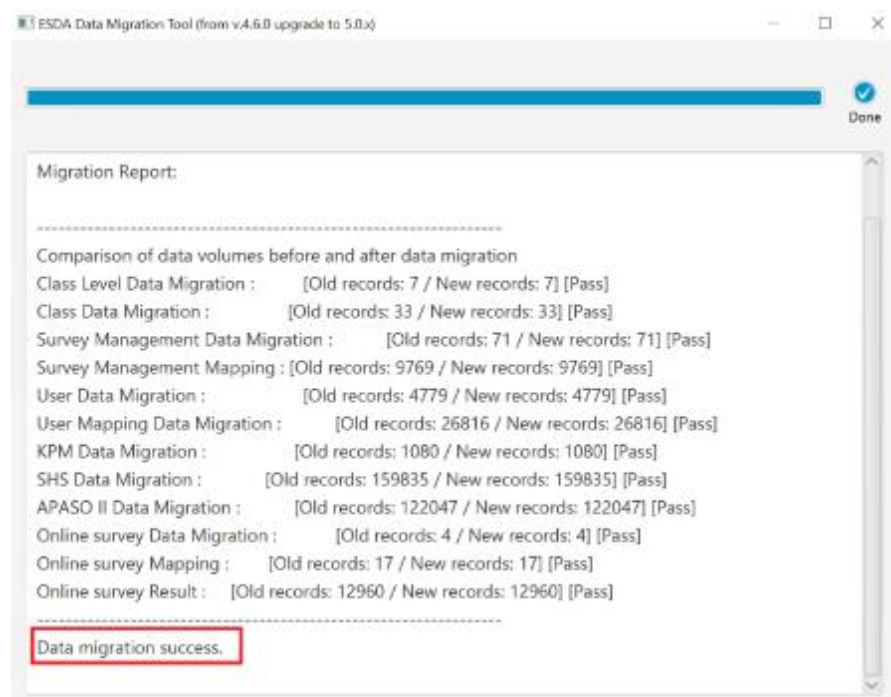 ESDA Data Migration Tool (from v.4.6.0 upgrade to 5.0.x)
Done
Migration Report:
------------------------------------------------------------------
Comparison of data volumes before and after data migration
Class Level Data Migration : [Old records: 7 / New records: 7] [Pass]
Class Data Migration : [Old records: 33 / New records: 33] [Pass]
Survey Management Data Migration : [Old records: 71 / New records: 71] [Pass]
Survey Management Mapping : [Old records: 9769 / New records: 9769] [Pass]
User Data Migration : [Old records: 4779 / New records: 4779] [Pass]
User Mapping Data Migration : [Old records: 26816 / New records: 26816] [Pass]
KPM Data Migration : [Old records: 1080 / New records: 1080] [Pass]
SHS Data Migration : [Old records: 159835 / New records: 159835] [Pass]
APASO II Data Migration : [Old records: 122047 / New records: 122047] [Pass]
Online survey Data Migration : [Old records: 4 / New records: 4] [Pass]
Online survey Mapping : [Old records: 17 / New records: 17] [Pass]
Online survey Result : [Old records: 12960 / New records: 12960] [Pass]
------------------------------------------------------------------
Data migration success.